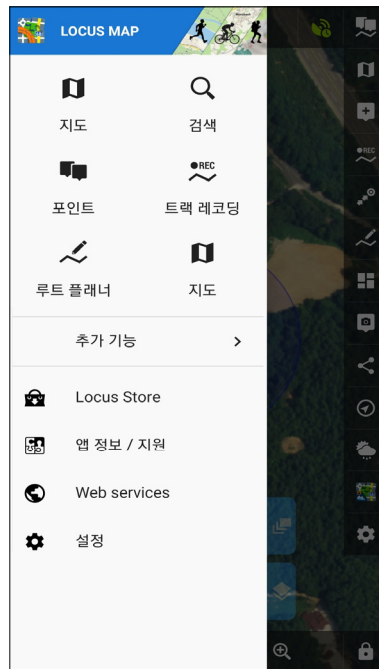 LOCUS MAP
지도
검색
포인트
REC
트랙 레코딩
루트 플래너
지도
추가 기능
Locus Store
앱 정보 / 지원
Web services
설정
REC